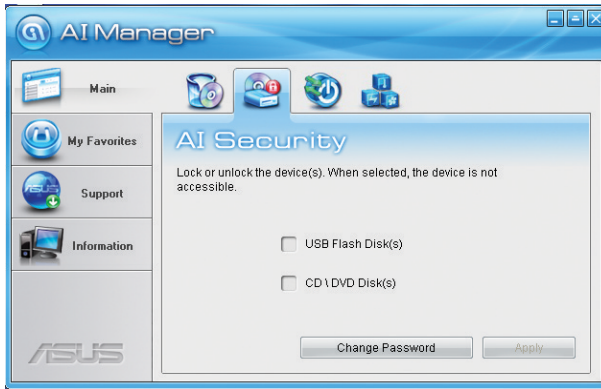 AI Manager
Main
My Favorites
Support
Information
AI Security
Lock or unlock the device(s). When selected, the device is not
accessible.
USB Flash Disk(s)
CD \ DVD Disk(s)
Change Password
Apply
ASUS